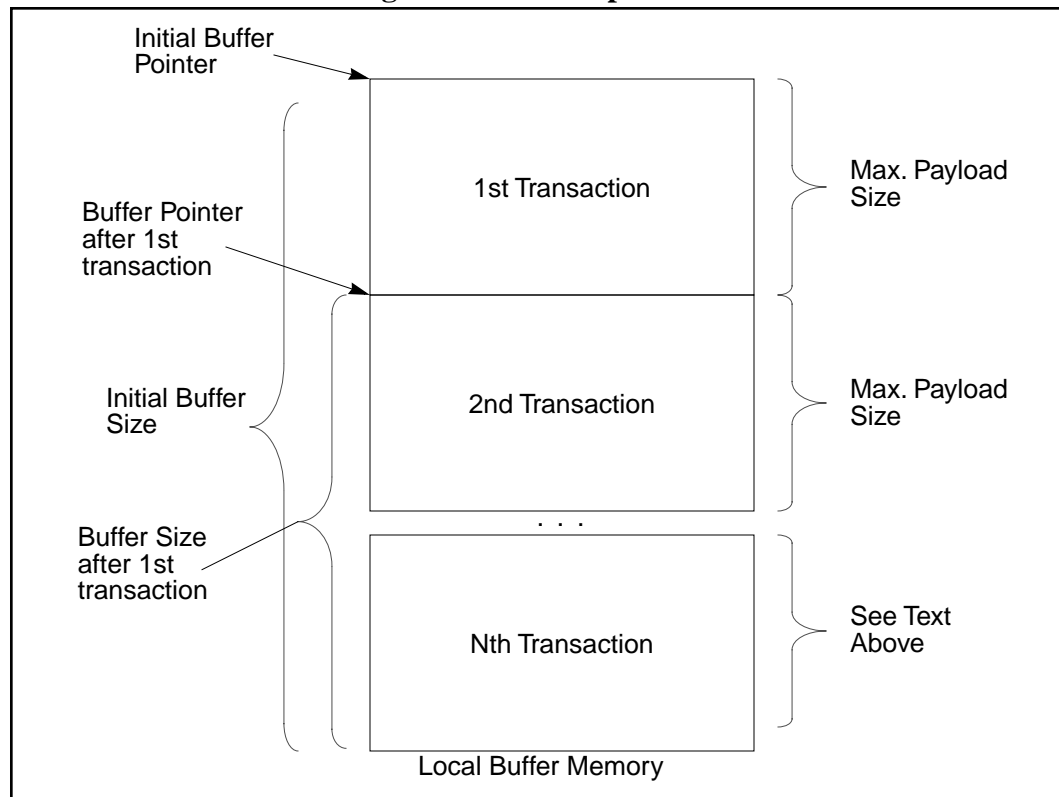 Initial Buffer
Pointer
1st Transaction
Max. Payload
Size
Buffer Pointer
after 1st
transaction
Initial Buffer
Size
2nd Transaction
Max. Payload
Size
. . .
Buffer Size
after 1st
transaction
Nth Transaction
See Text
Above
Local Buffer Memory